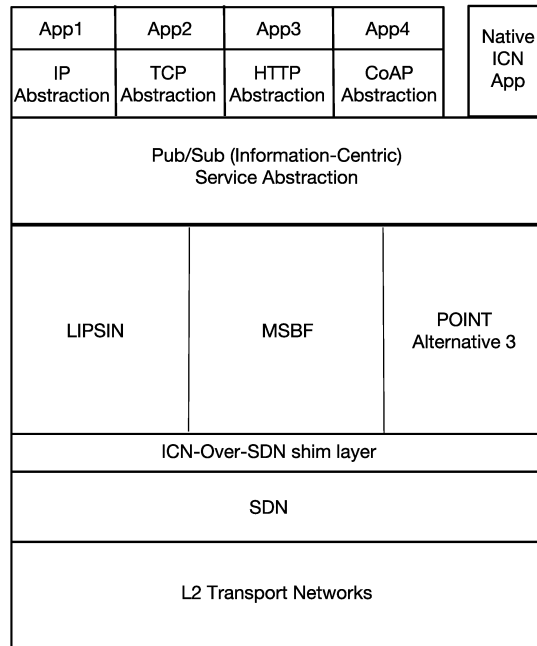 App1
App2
App3
App4
Native
ICN
App
IP
Abstraction
TCP
Abstraction
HTTP
Abstraction
CoAP
Abstraction
Pub/Sub (Information-Centric)
Service Abstraction
LIPSIN
MSBF
POINT
Alternative 3
ICN-Over-SDN shim layer
SDN
L2 Transport Networks